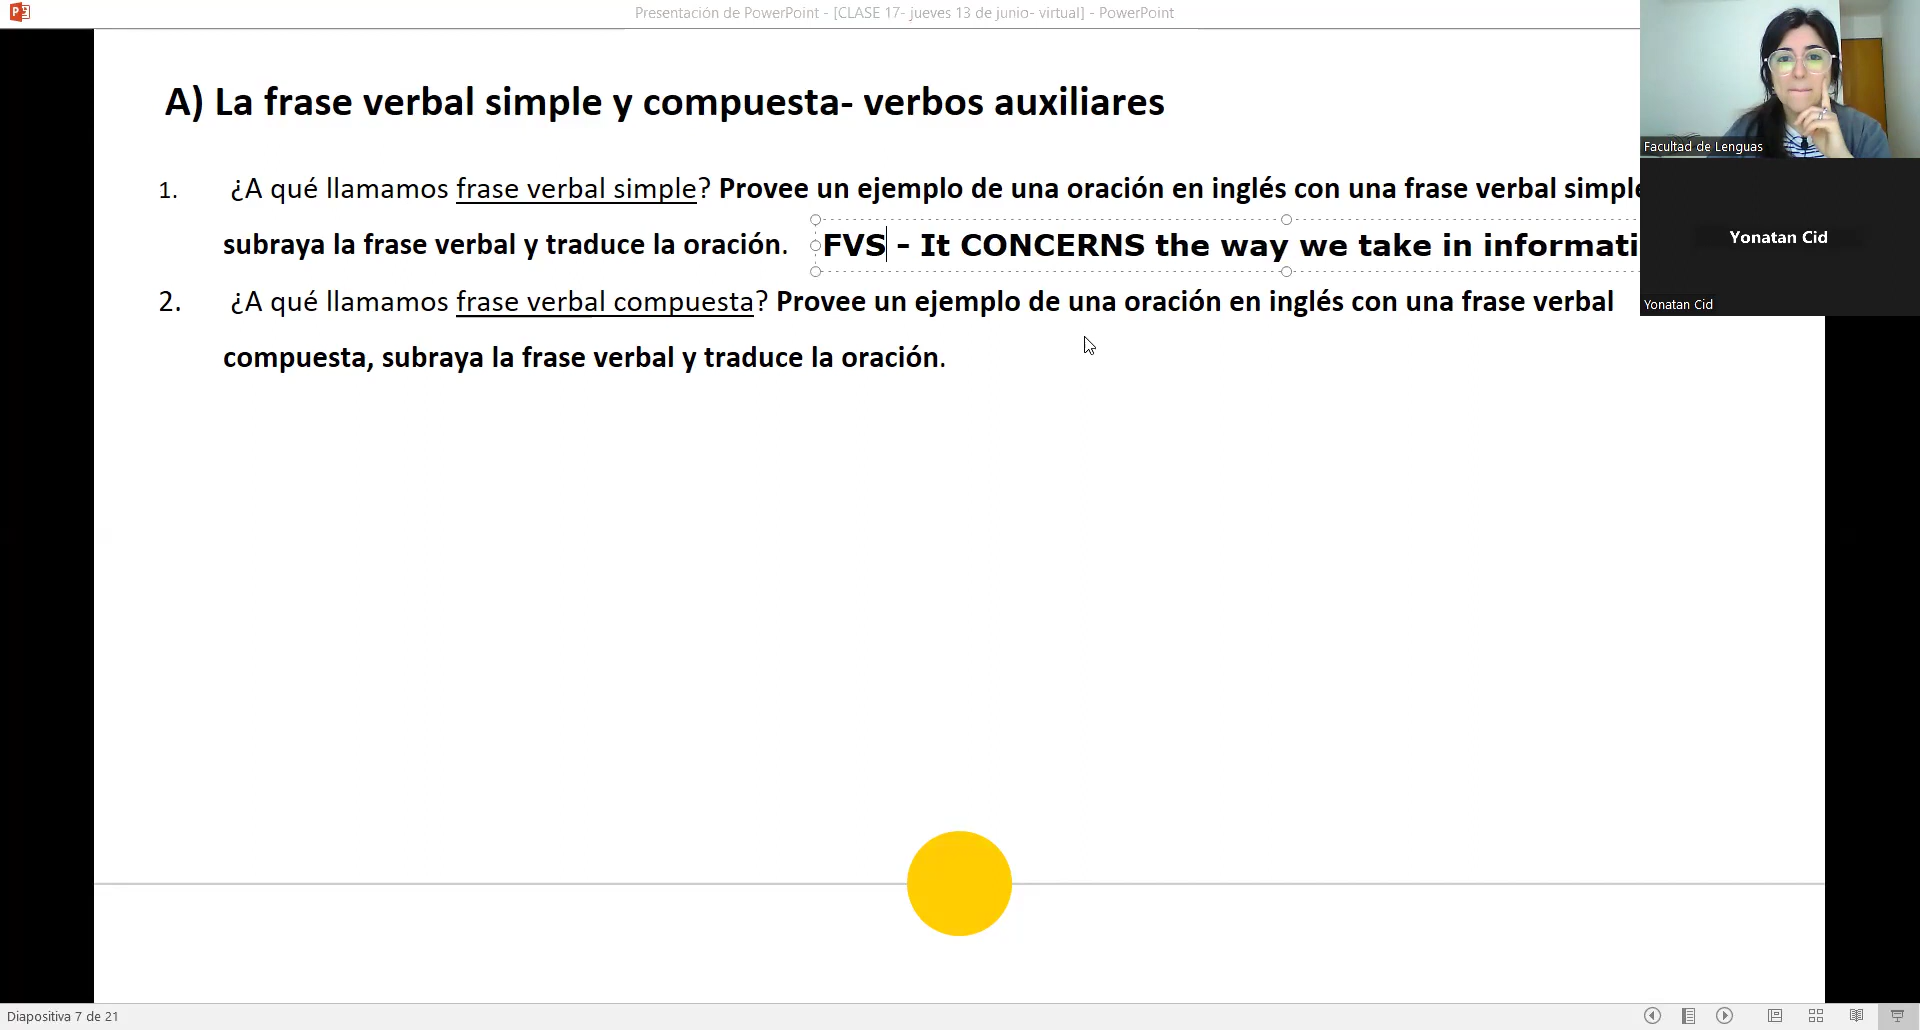 Presentación de PowerPoint - [CLASE 17- jueves 13 de junio- virtual] - PowerPoint
A) La frase verbal simple y compuesta- verbos auxiliares
Facultad de Lenguas
1. ¿A qué llamamos frase verbal simple? Provee un ejemplo de una oración en inglés con una frase verbal simple
subraya la frase verbal y traduce la oración. FVS - It CONCERNS the way we take in informati
Yonatan Cid
2. ¿A qué llamamos frase verbal compuesta? Provee un ejemplo de una oración en inglés con una frase verbal
Yonatan Cid
compuesta, subraya la frase verbal y traduce la oración.
Diapositiva 7 de 21